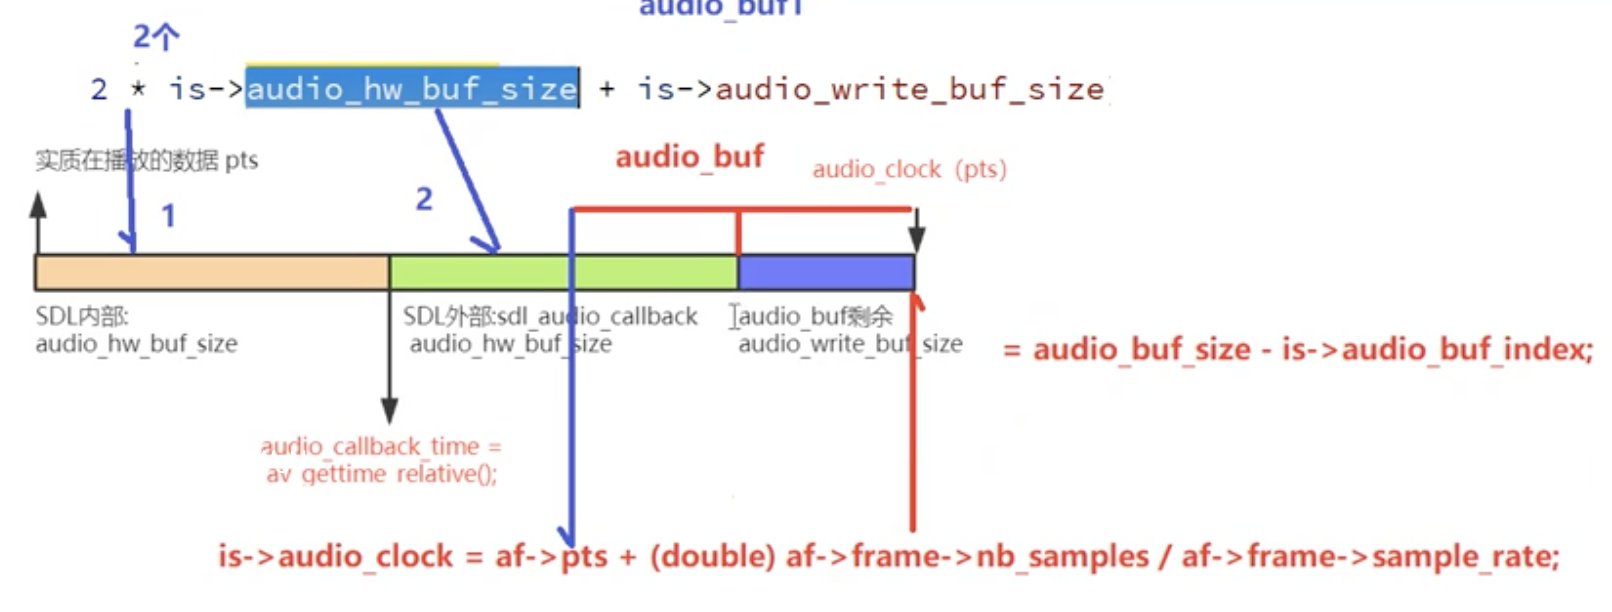 audio_buf1
2个
2 * is->audio_hw_buf_size + is->audio_write_buf_size
实质在播放的数据 pts
audio_buf
audio_clock (pts)
1
2
SDL内部:
audio_hw_buf_size
SDL外部:sdl_audio_callback
audio_hw_buf_size
audio_buf剩余
audio_write_buf_size
= audio_buf_size - is->audio_buf_index;
audio_callback_time =
av_gettime_relative();
is->audio_clock = af->pts + (double) af->frame->nb_samples / af->frame->sample_rate;